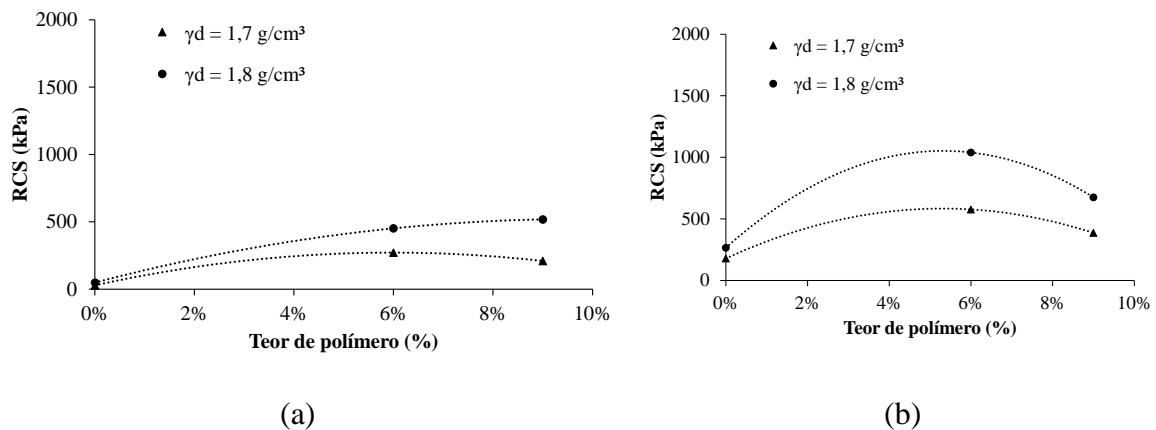 2000
1500
1000
500
0
RCS (kPa)
γd = 1,7 g/cm³
γd = 1,8 g/cm³
0% 2% 4% 6% 8% 10%
Teor de polímero (%)
(a)
2000
1500
1000
500
0
RCS (kPa)
γd = 1,7 g/cm³
γd = 1,8 g/cm³
0% 2% 4% 6% 8% 10%
Teor de polímero (%)
(b)